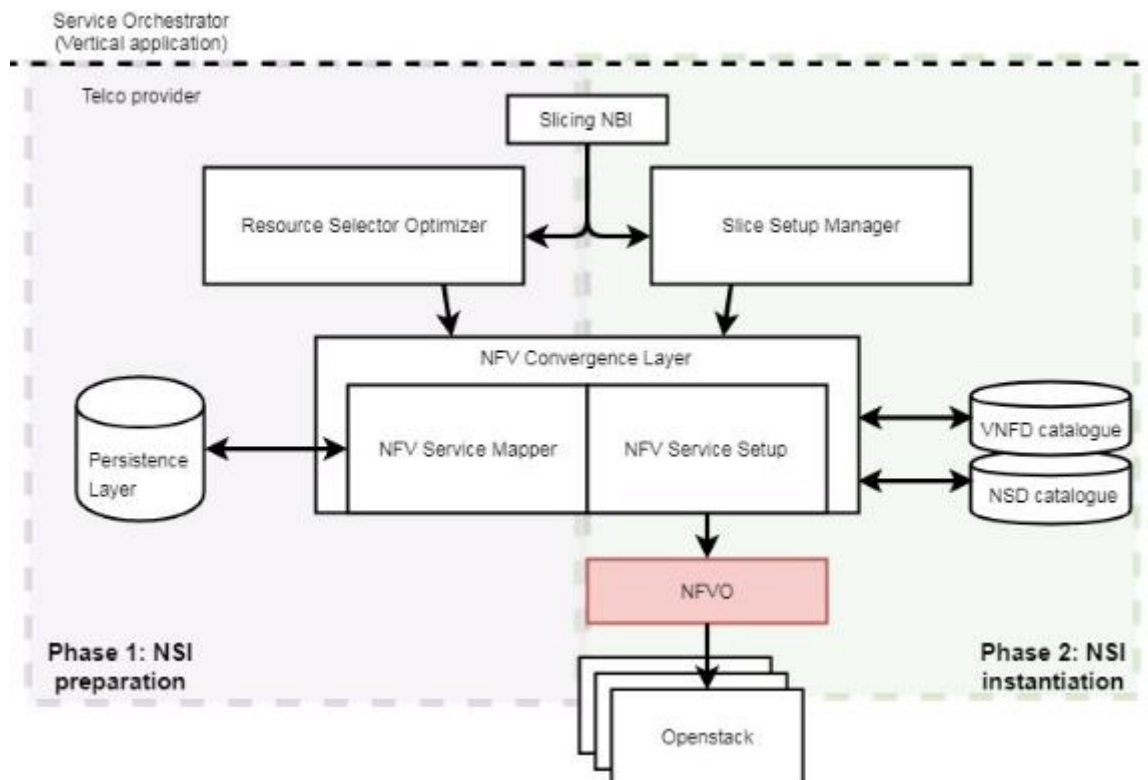 Service Orchestrator
(Vertical application)
Telco provider
Slicing NBI
Resource Selector Optimizer
Slice Setup Manager
NFV Convergence Layer
NFV Service Mapper
NFV Service Setup
Persistence
Layer
VNFD catalogue
NSD catalogue
NFVO
Phase 1: NSI
preparation
Phase 2: NSI
instantiation
Openstack